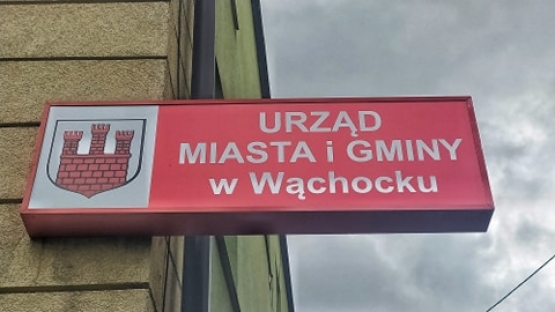 URZĄD
MIASTA i GMINY
w Wąchocku